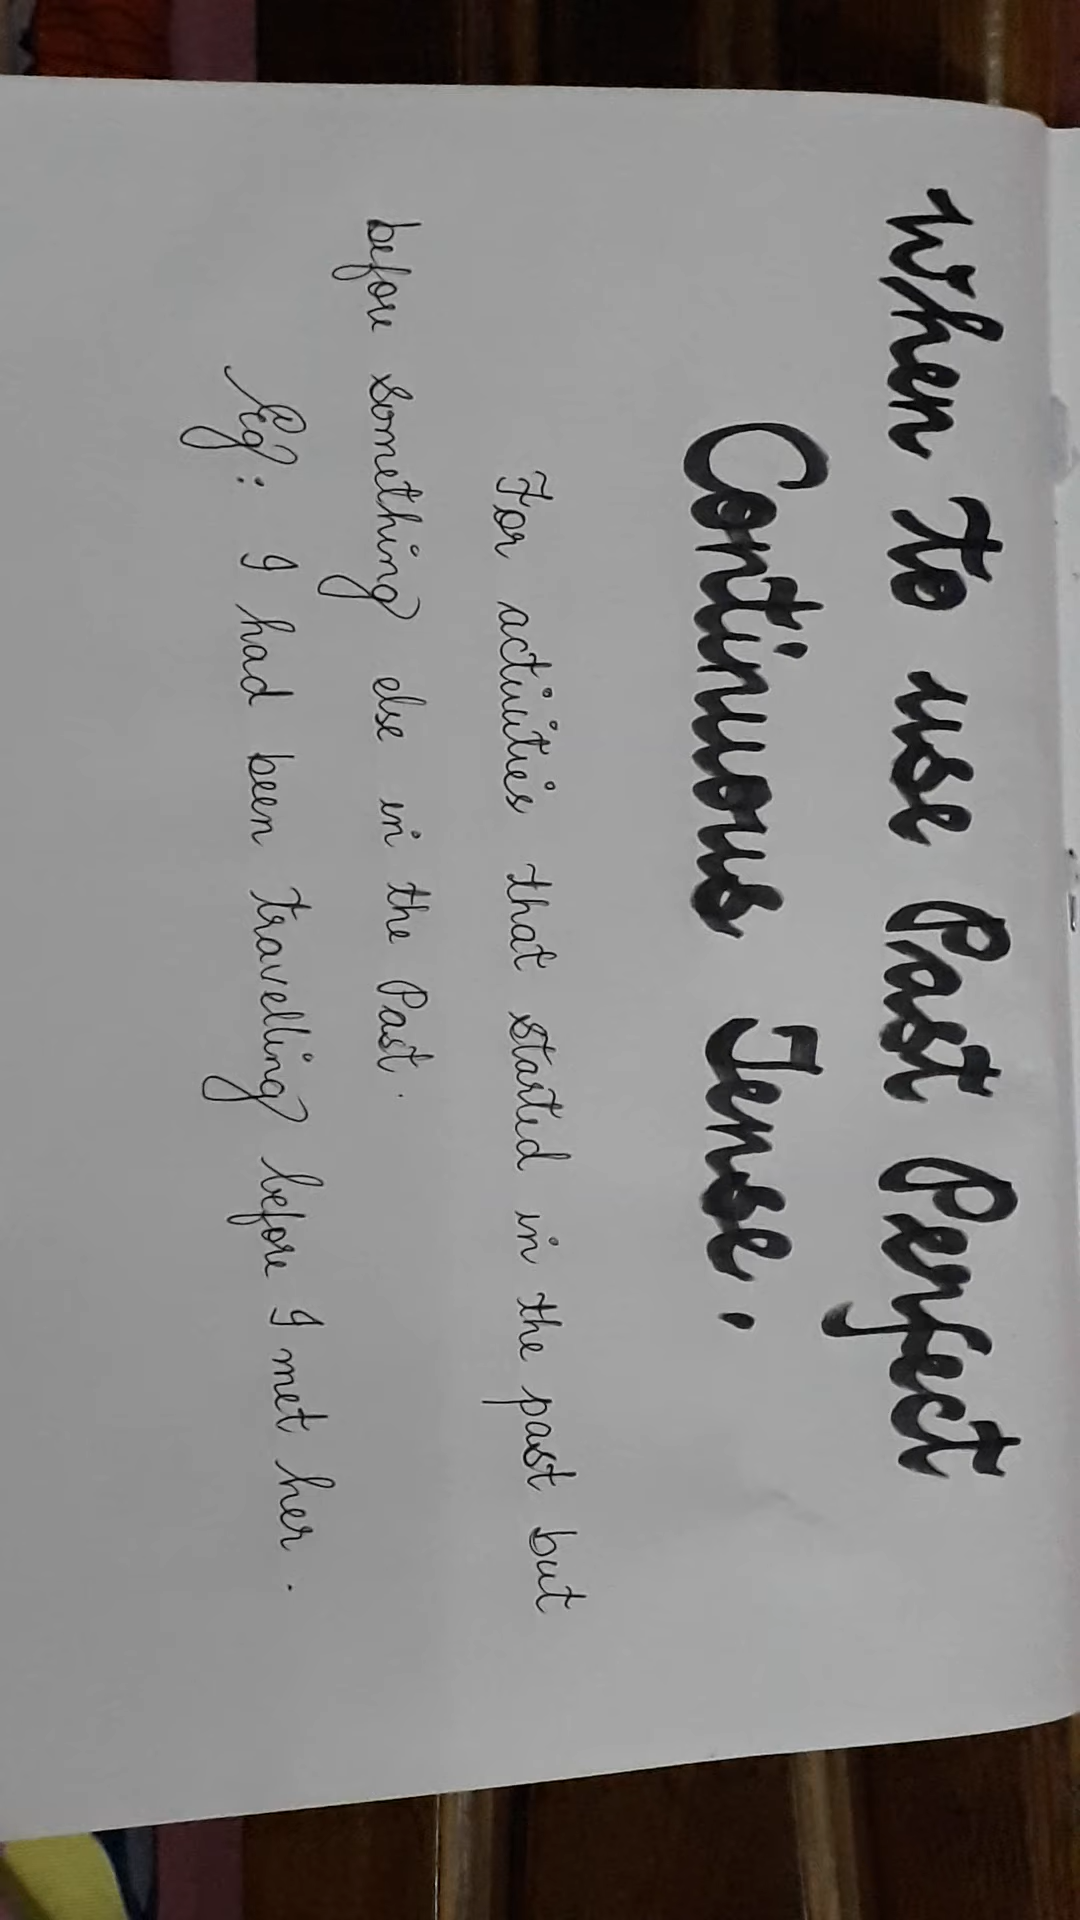 When To use Past Perfect
Continuous Tense.
For activities that started in the past but
before something else in the Past.
Eg: I had been travelling before I met her.